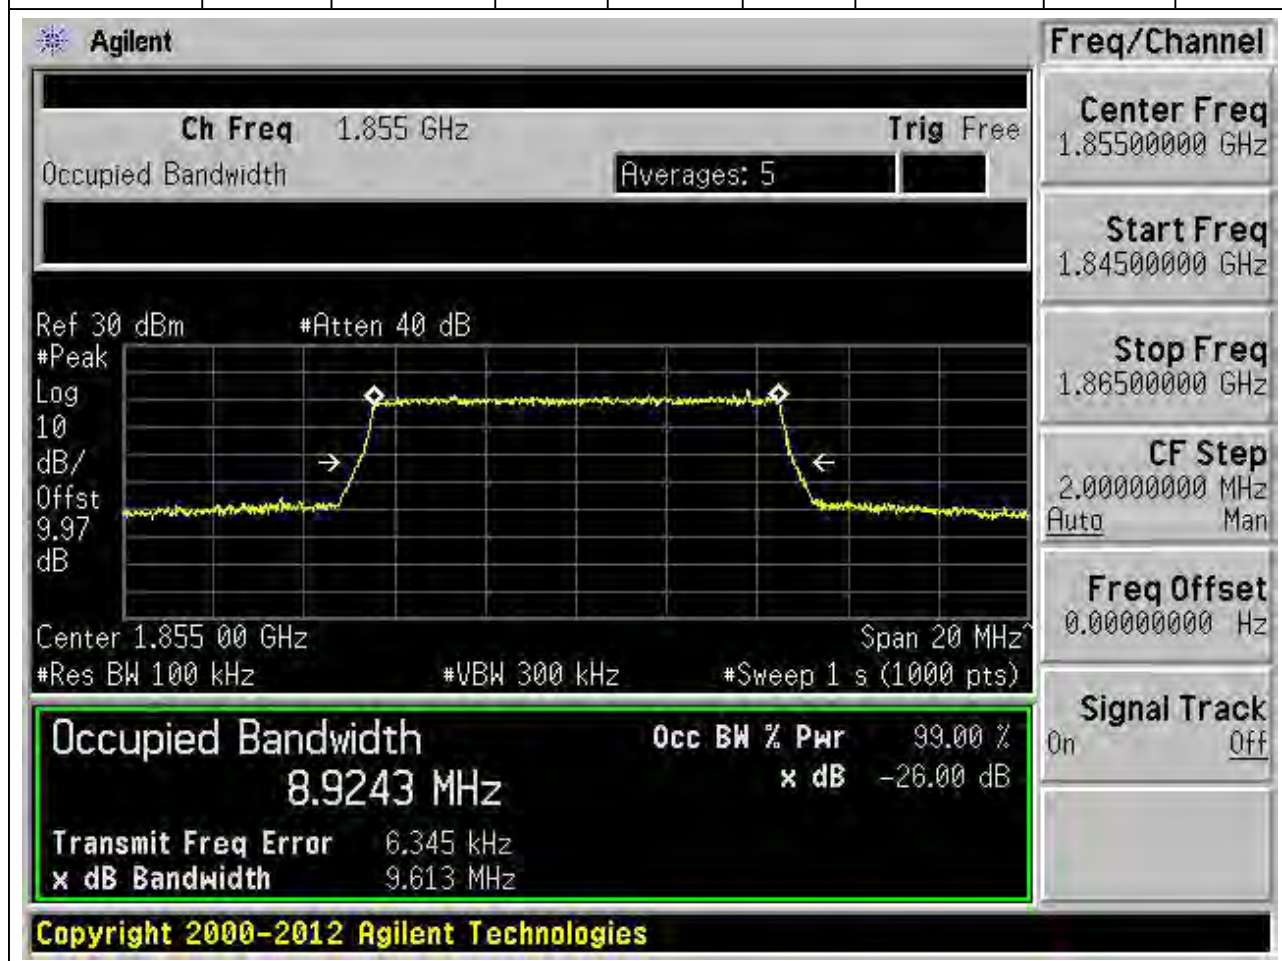 Agilent
Freq/Channel
Ch Freq 1.855 GHz
Trig Free
Occupied Bandwidth
Averages: 5
Center Freq
1.85500000 GHz
Start Freq
1.84500000 GHz
Stop Freq
1.86500000 GHz
CF Step
2.00000000 MHz
Auto Man
Freq Offset
0.00000000 Hz
Signal Track
On Off
Ref 30 dBm #Atten 40 dB
#Peak
Log
10
dB/
Offst
9.97
dB
Center 1.855 00 GHz Span 20 MHz^
#Res BW 100 kHz #VBW 300 kHz #Sweep 1 s (1000 pts)
Occupied Bandwidth
8.9243 MHz
Occ BW % Pwr 99.00 %
x dB -26.00 dB
Transmit Freq Error 6.345 kHz
x dB Bandwidth 9.613 MHz
Copyright 2000-2012 Agilent Technologies